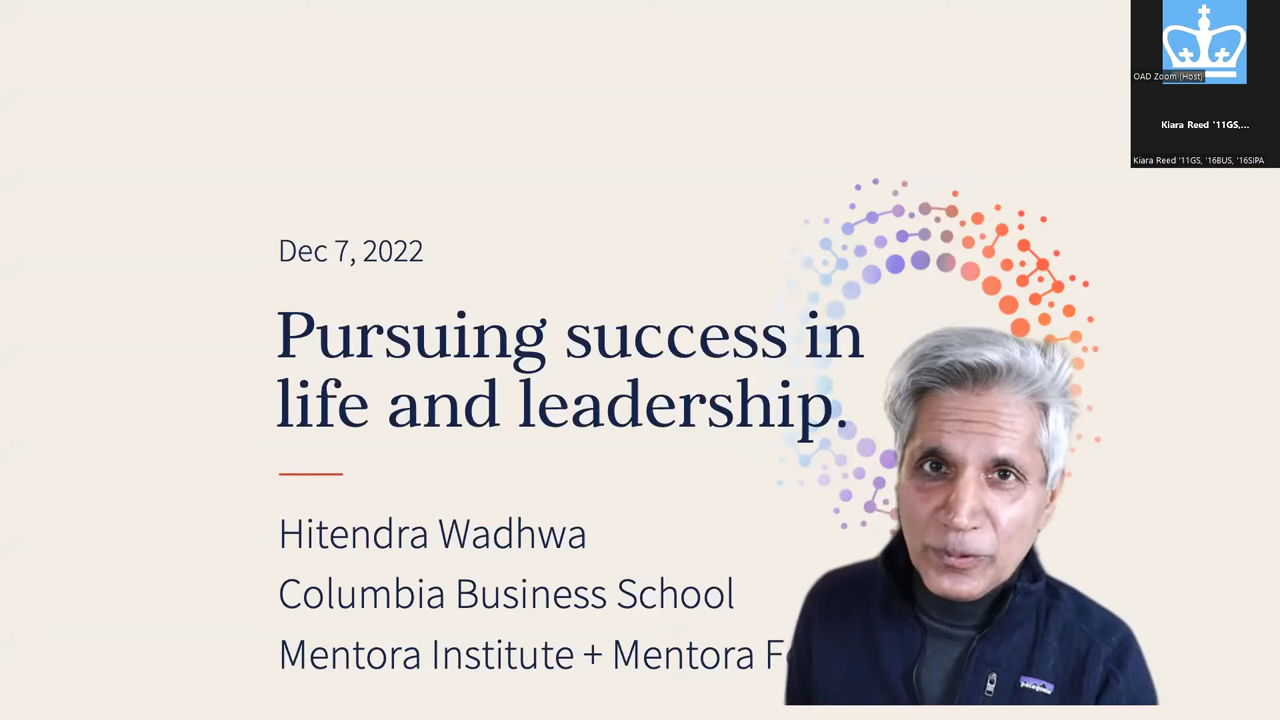 OAD Zoom (Host)
Kiara Reed '11GS,...
Kiara Reed '11GS, '16BUS, '16SIPA
Dec 7, 2022
Pursuing success in
life and leadership.
Hitendra Wadhwa
Columbia Business School
Mentora Institute + Mentora F
patagonia